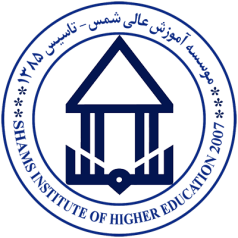 موسسه آموزش عالی شمس - تاسیس ۱۳۸۵
SHAMS INSTITUTE OF HIGHER EDUCATION 2007